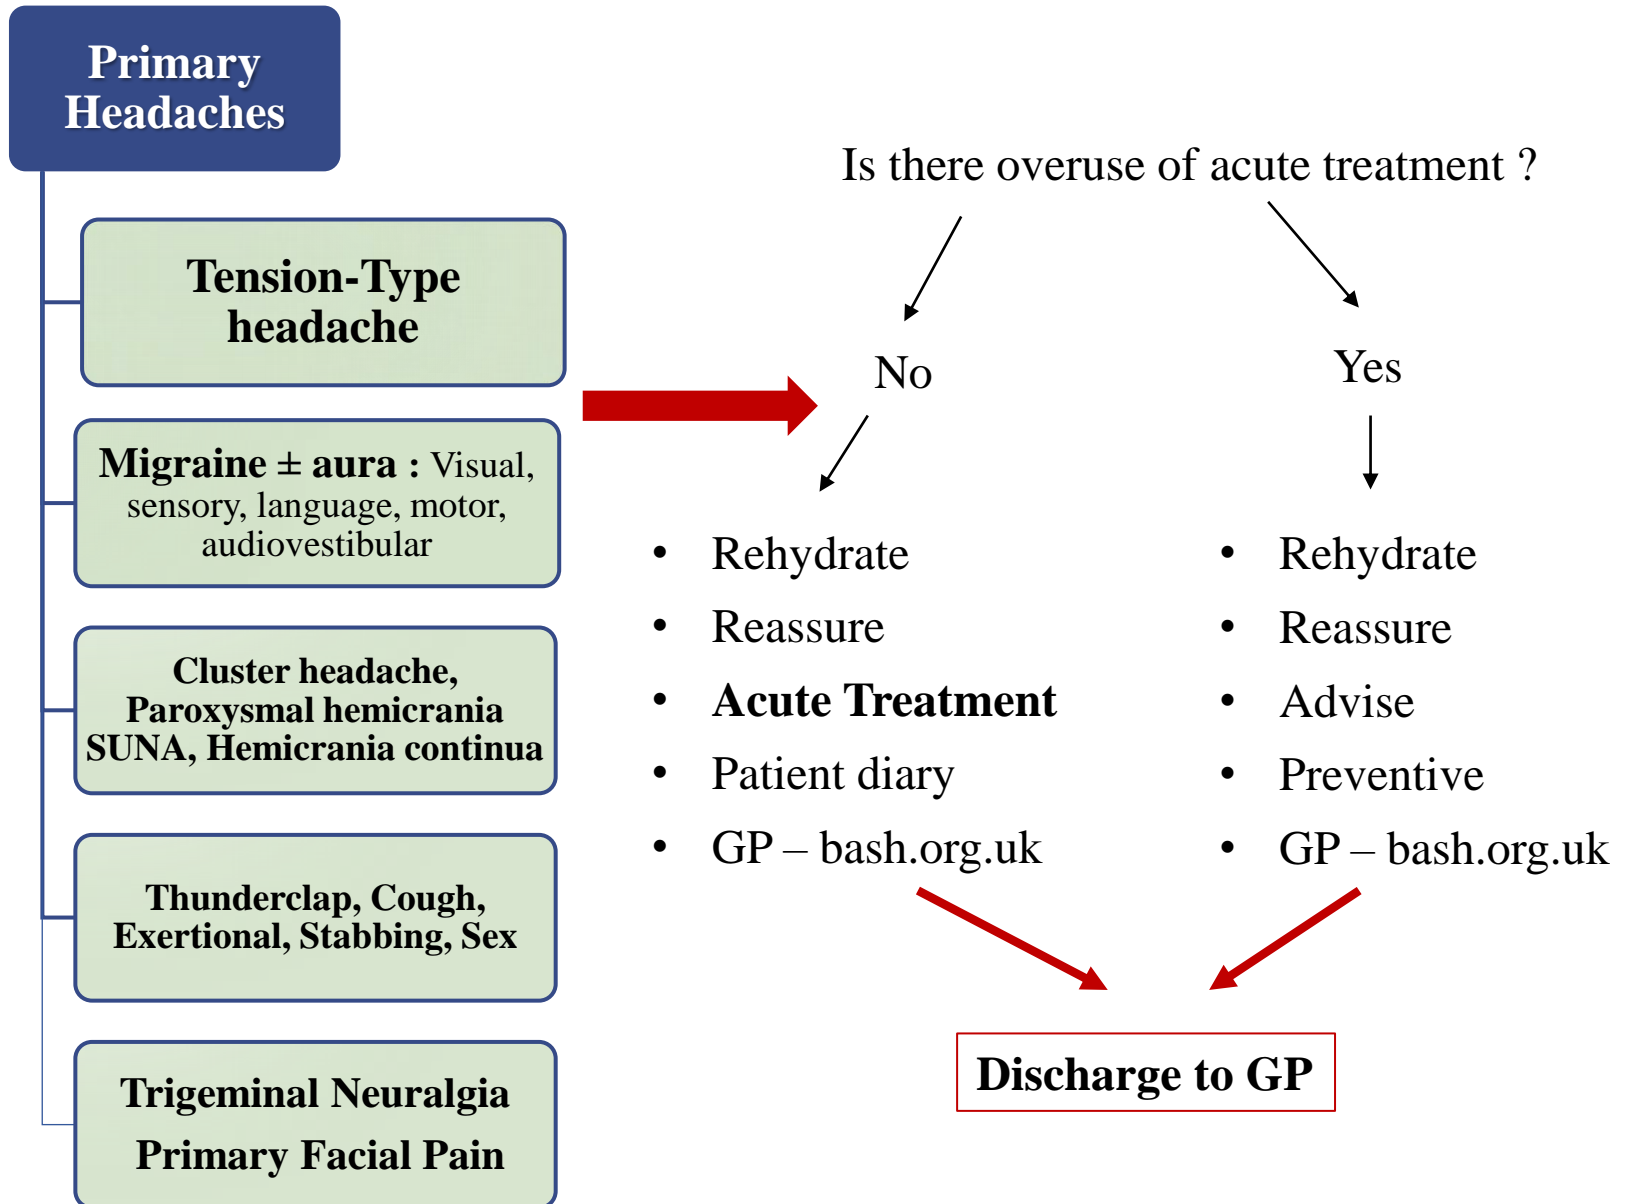 Primary
Headaches
Tension-Type
headache
Migraine ± aura : Visual,
sensory, language, motor,
audiovestibular
Cluster headache,
Paroxysmal hemicrania
SUNA, Hemicrania continua
Thunderclap, Cough,
Exertional, Stabbing, Sex
Trigeminal Neuralgia
Primary Facial Pain
Is there overuse of acute treatment ?
No
• Rehydrate
• Reassure
• Acute Treatment
• Patient diary
• GP – bash.org.uk
Yes
• Rehydrate
• Reassure
• Advise
• Preventive
• GP – bash.org.uk
Discharge to GP